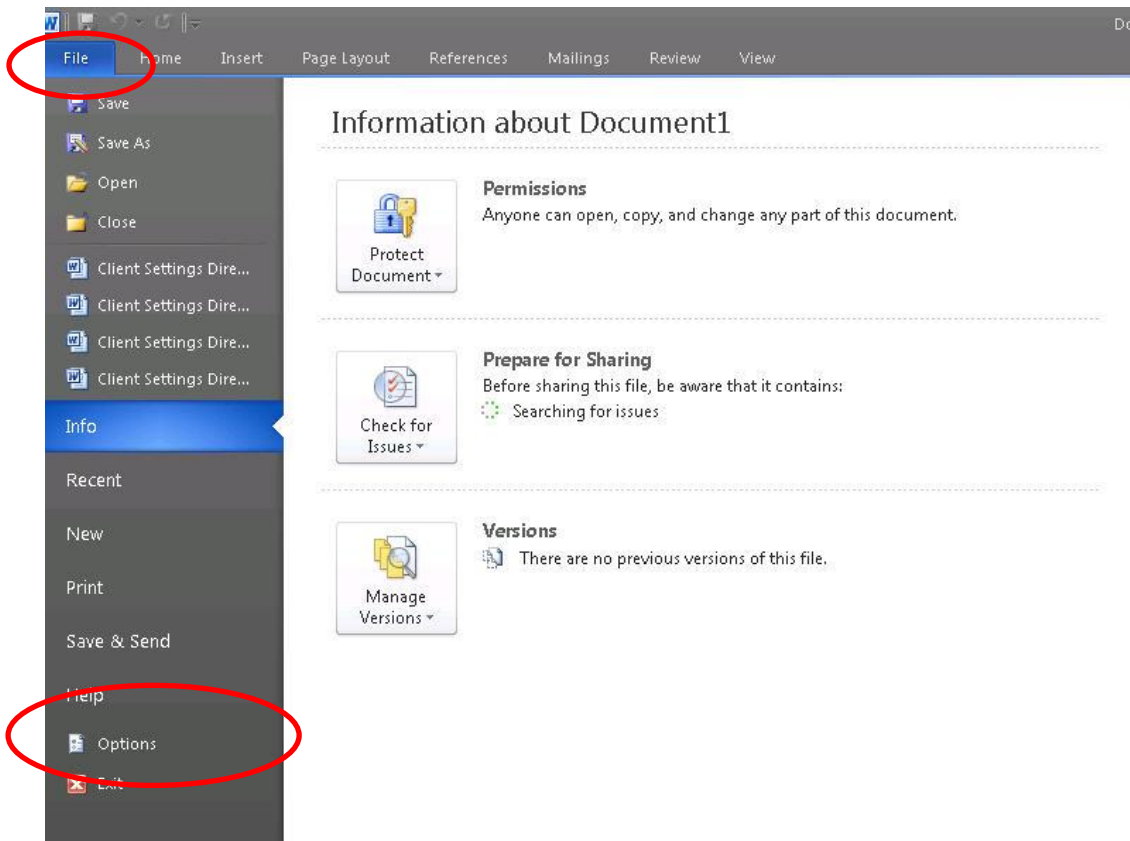 W
Do
File Home Insert Page Layout References Mailings Review View
Save
Save As
Open
Close
Client Settings Dire...
Client Settings Dire...
Client Settings Dire...
Client Settings Dire...
Info
Recent
New
Print
Save & Send
Help
Options
Exit
Information about Document1
Protect
Document
Permissions
Anyone can open, copy, and change any part of this document.
Check for
Issues
Prepare for Sharing
Before sharing this file, be aware that it contains:
Searching for issues
Manage
Versions
Versions
There are no previous versions of this file.